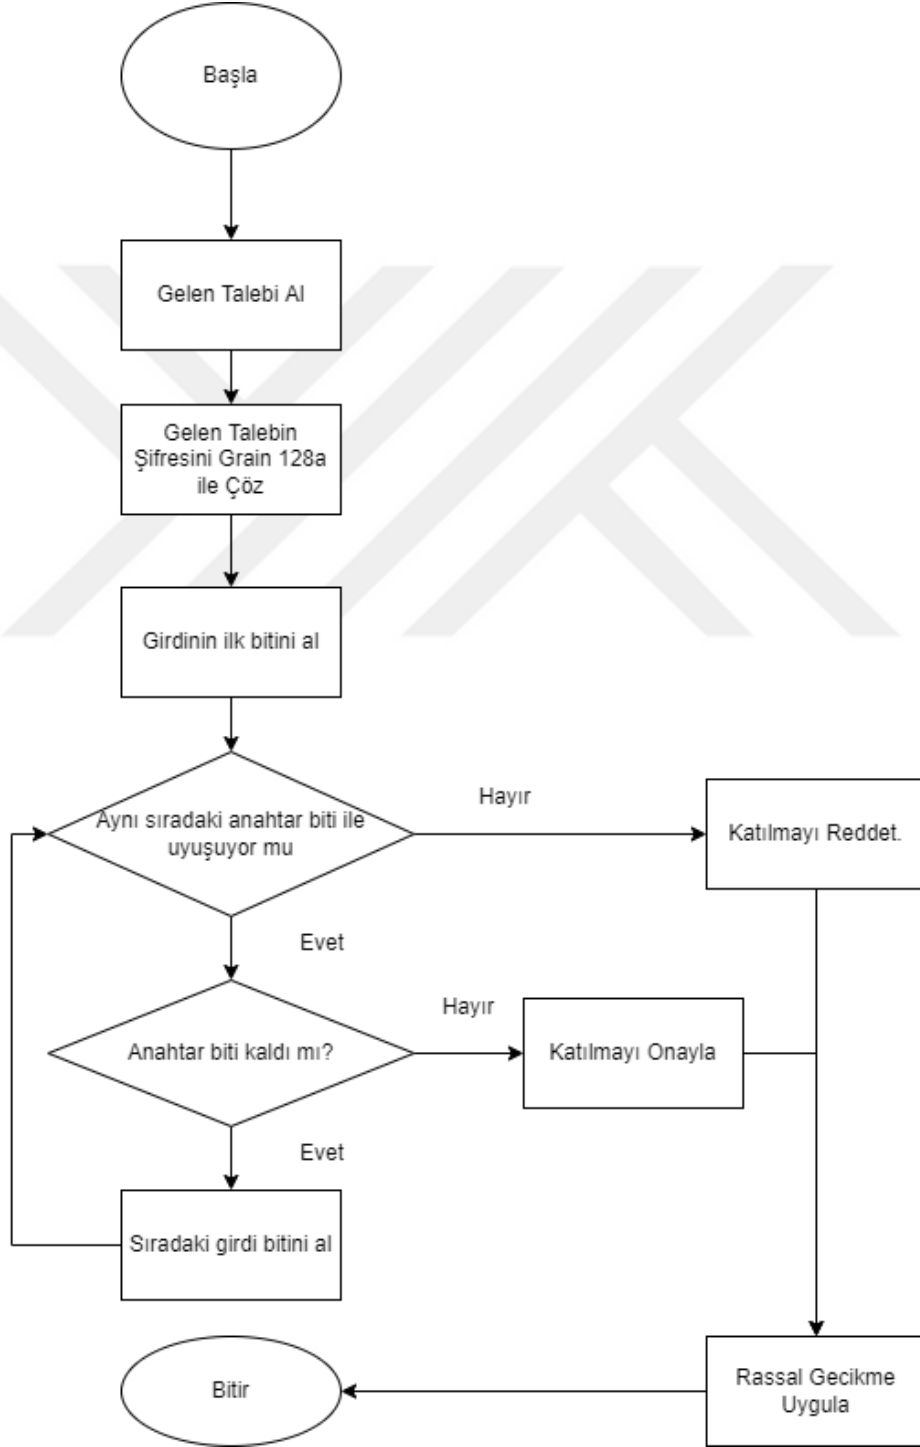 Başla
Gelen Talebi Al
Gelen Talebin
Şifresini Grain 128a
ile Çöz
Girdinin ilk bitini al
Aynı sıradaki anahtar biti ile
uyuşuyor mu
Hayır
Katılmayı Reddet.
Evet
Anahtar biti kaldı mı?
Hayır
Katılmayı Onayla
Evet
Sıradaki girdi bitini al
Rassal Gecikme
Uygula
Bitir